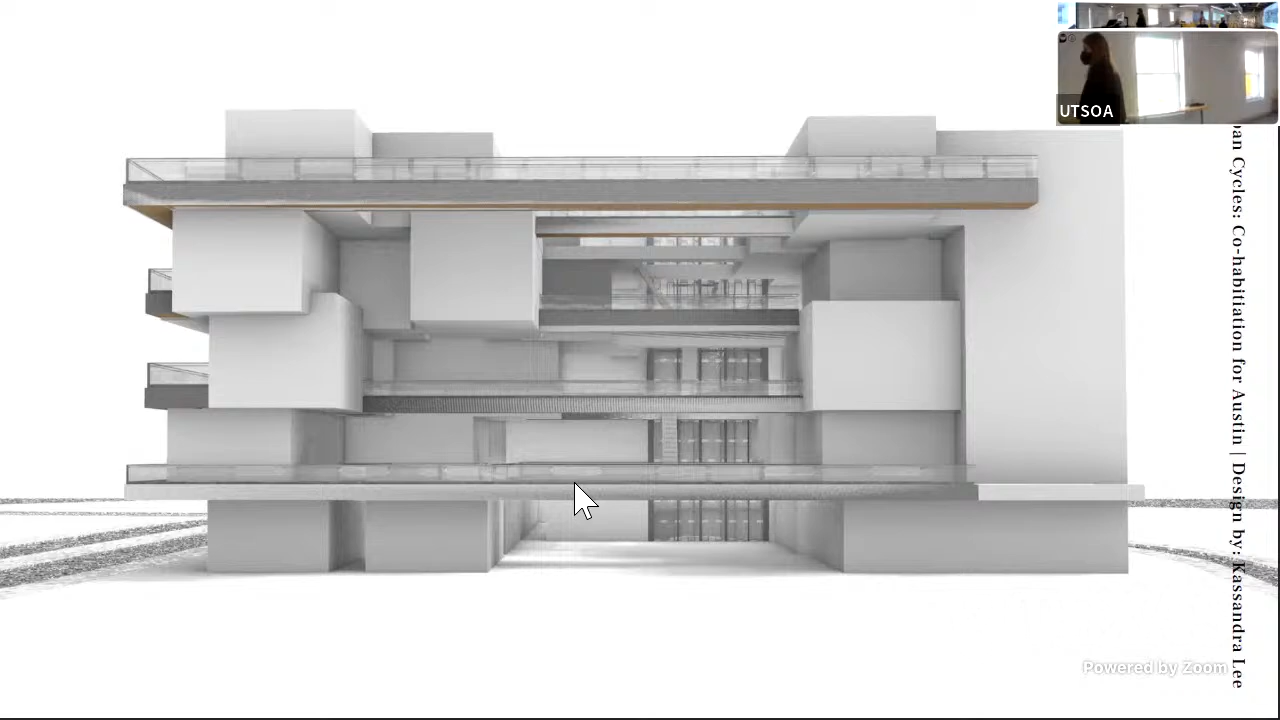 UTSOA
an Cycles: Co-habitiation for Austin | Design by: Kassandra Lee
Powered by Zoom